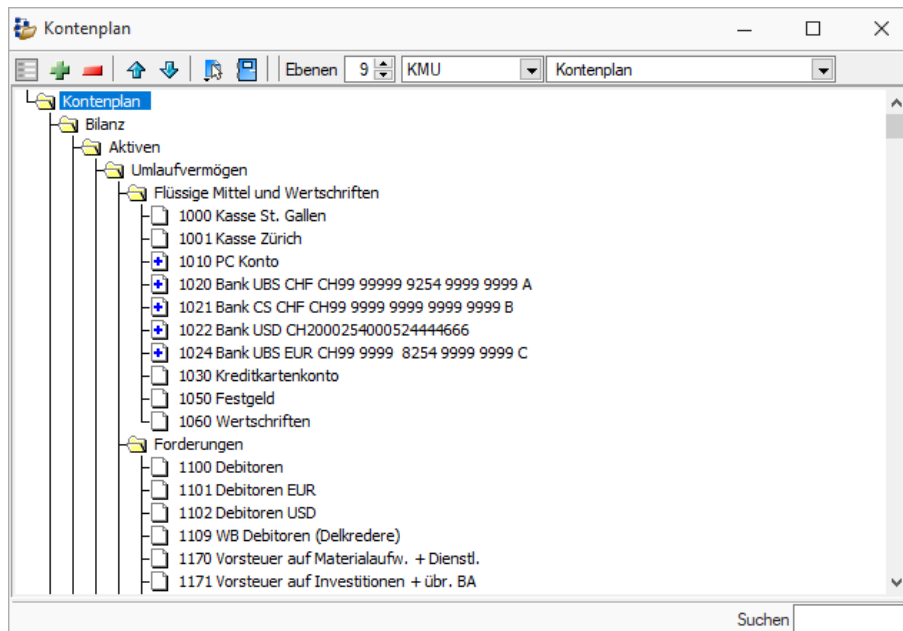 Kontenplan
Ebenen 9 KMU Kontenplan
Kontenplan
Bilanz
Aktiven
Umlaufvermögen
Flüssige Mittel und Wertschriften
1000 Kasse St. Gallen
1001 Kasse Zürich
1010 PC Konto
1020 Bank UBS CHF CH99 99999 9254 9999 9999 A
1021 Bank CS CHF CH99 9999 9999 9999 9999 B
1022 Bank USD CH2000254000524444666
1024 Bank UBS EUR CH99 9999  8254 9999 9999 C
1030 Kreditkartenkonto
1050 Festgeld
1060 Wertschriften
Forderungen
1100 Debitoren
1101 Debitoren EUR
1102 Debitoren USD
1109 WB Debitoren (Delkredere)
1170 Vorsteuer auf Materialaufw. + Dienstl.
1171 Vorsteuer auf Investitionen + übr. BA
Suchen